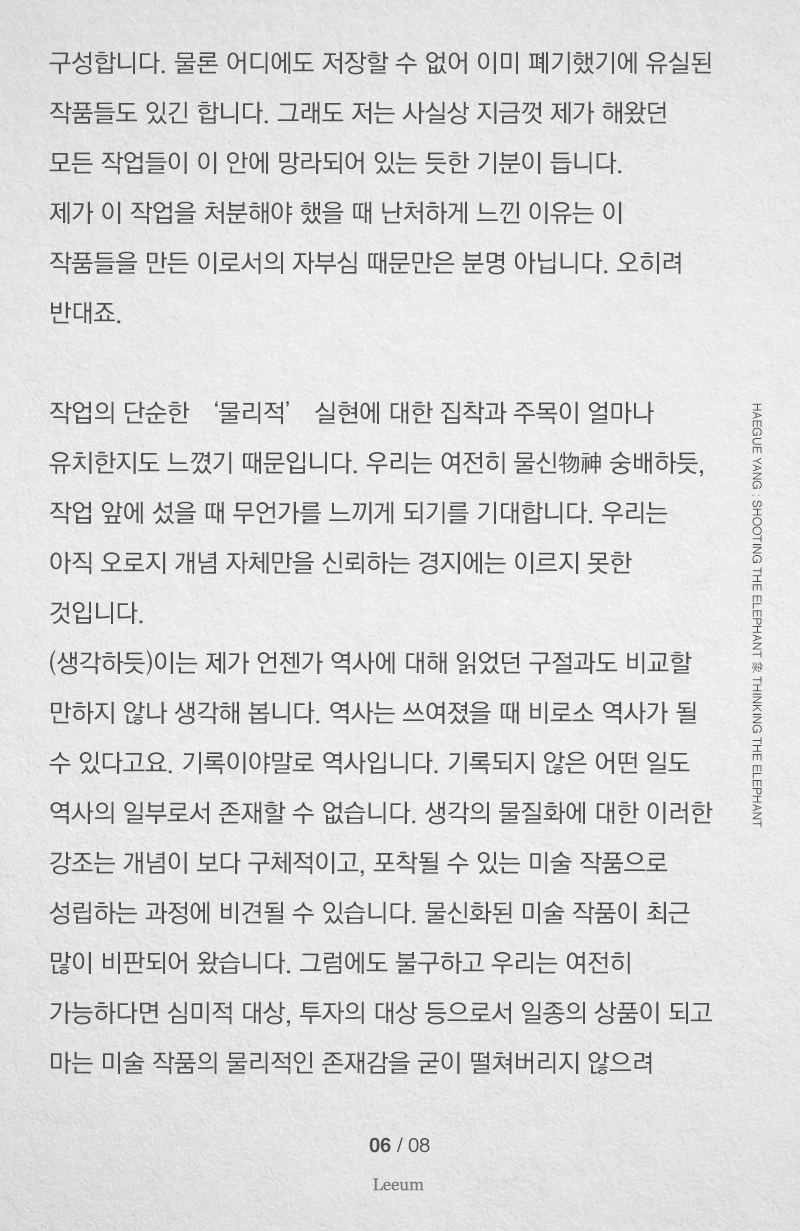 구성합니다. 물론 어디에도 저장할 수 없어 이미 폐기했기에 유실된
작품들도 있긴 합니다. 그래도 저는 사실상 지금껏 제가 해왔던
모든 작업들이 이 안에 망라되어 있는 듯한 기분이 듭니다.
제가 이 작업을 처분해야 했을 때 난처하게 느낀 이유는 이
작품들을 만든 이로서의 자부심 때문만은 분명 아닙니다. 오히려
반대죠.
작업의 단순한 ‘물리적’ 실현에 대한 집착과 주목이 얼마나
유치한지도 느꼈기 때문입니다. 우리는 여전히 물신物神 숭배하듯,
작업 앞에 섰을 때 무언가를 느끼게 되기를 기대합니다. 우리는
아직 오로지 개념 자체만을 신뢰하는 경지에는 이르지 못한
것입니다.
(생각하듯)이는 제가 언젠가 역사에 대해 읽었던 구절과도 비교할
만하지 않나 생각해 봅니다. 역사는 쓰여졌을 때 비로소 역사가 될
수 있다고요. 기록이야말로 역사입니다. 기록되지 않은 어떤 일도
역사의 일부로서 존재할 수 없습니다. 생각의 물질화에 대한 이러한
강조는 개념이 보다 구체적이고, 포착될 수 있는 미술 작품으로
성립하는 과정에 비견될 수 있습니다. 물신화된 미술 작품이 최근
많이 비판되어 왔습니다. 그럼에도 불구하고 우리는 여전히
가능하다면 심미적 대상, 투자의 대상 등으로서 일종의 상품이 되고
마는 미술 작품의 물리적인 존재감을 굳이 떨쳐버리지 않으려
HAEGUE YANG : SHOOTING THE ELEPHANT 象 THINKING THE ELEPHANT
06 / 08
Leeum